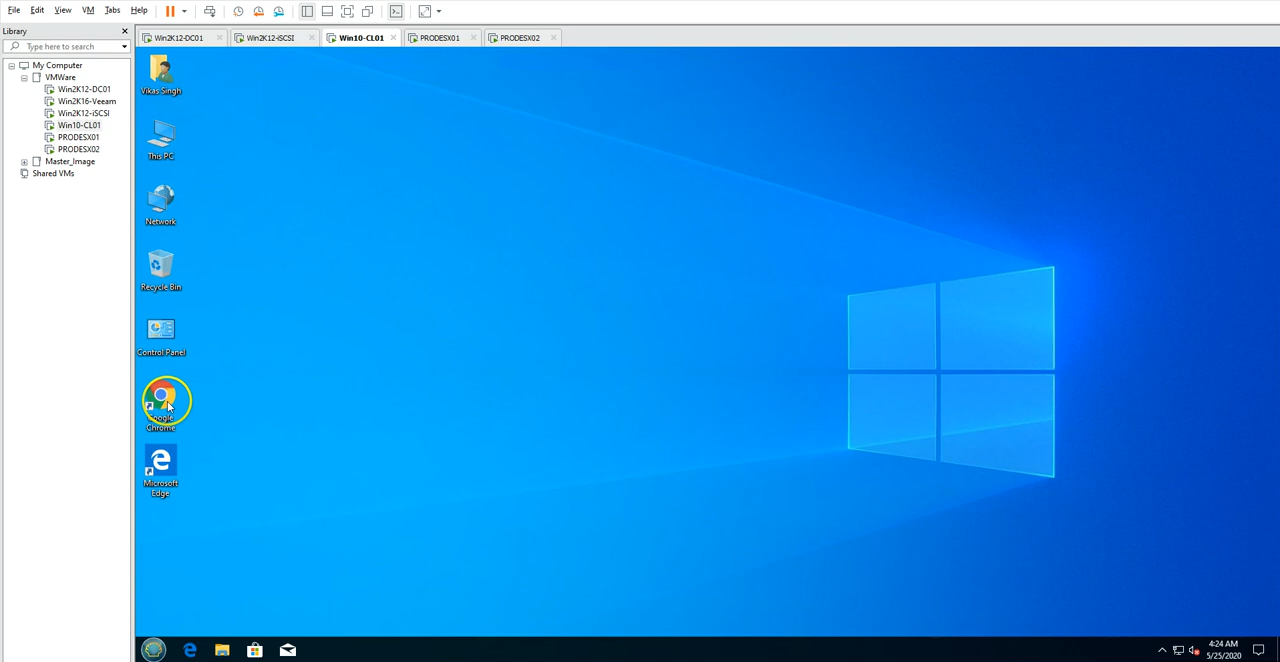 File Edit View VM Tabs Help
Library
Type here to search
My Computer
VMWare
Win2K12-DC01
Win2K16-Veeam
Win2K12-iSCSI
Win10-CL01
PRODESX01
PRODESX02
Master_Image
Shared VMs
Win2K12-DC01 Win2K12-iSCSI Win10-CL01 PRODESX01 PRODESX02
Vikas Singh
This PC
Network
Recycle Bin
Control Panel
Google
Chrome
Microsoft
Edge
4:24 AM
5/25/2020